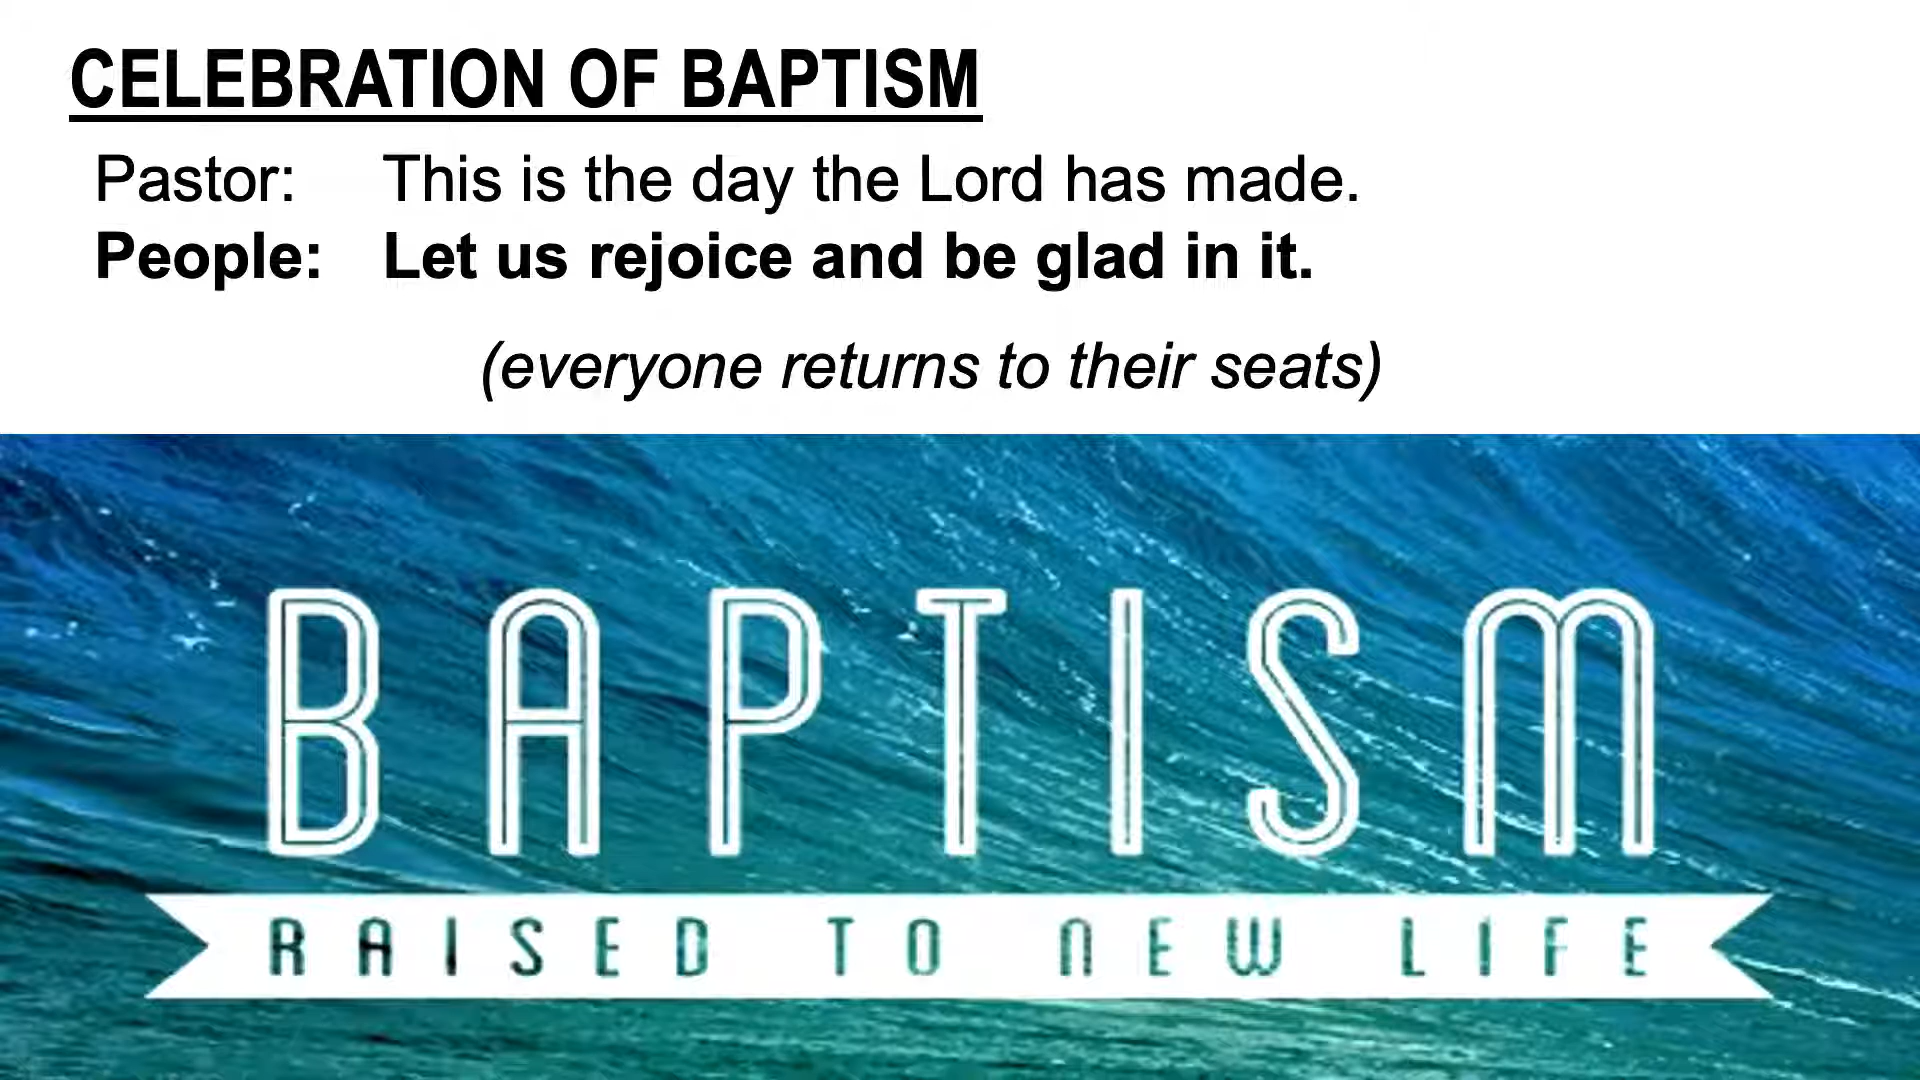 CELEBRATION OF BAPTISM
Pastor: This is the day the Lord has made.
People: Let us rejoice and be glad in it.
(everyone returns to their seats)
BAPTISM
RAISED TO NEW LIFE